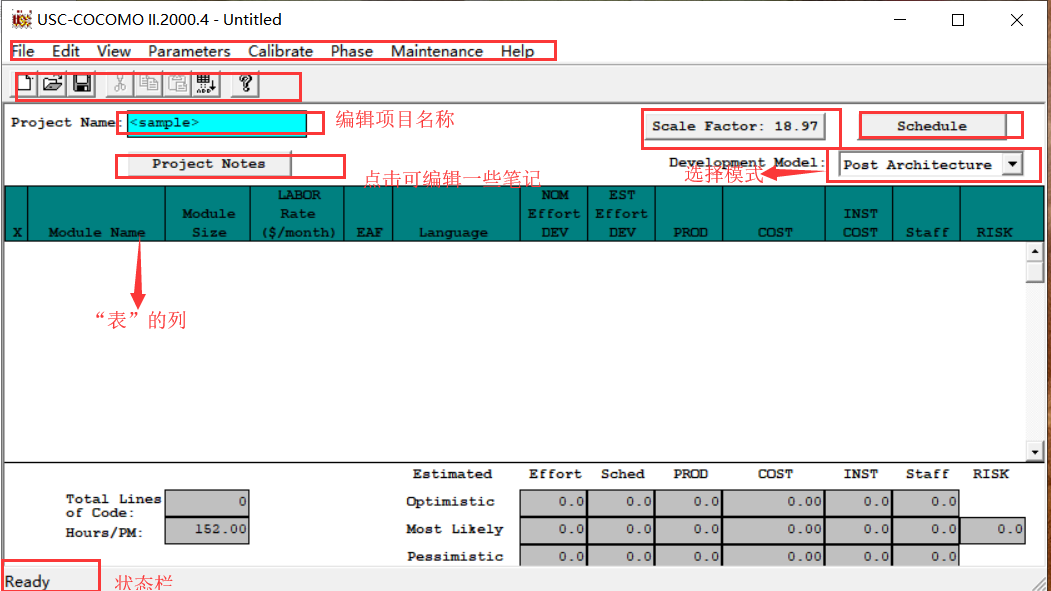 USC-COCOMO II.2000.4 - Untitled
File Edit View Parameters Calibrate Phase Maintenance Help
Project Name: <sample> 编辑项目名称 Scale Factor: 18.97 Schedule
Project Notes 点击可编辑一些笔记 Development Model: 选择模式 Post Architecture
X Module Name Module Size LABOR Rate ($/month) EAF Language NOM Effort DEV EST Effort DEV PROD COST INST COST Staff RISK
“表”的列
Estimated Effort Sched PROD COST INST Staff RISK
Total Lines of Code: 0 Optimistic 0.0 0.0 0.0 0.00 0.0 0.0
Hours/PM: 152.00 Most Likely 0.0 0.0 0.0 0.00 0.0 0.0 0.0
Pessimistic 0.0 0.0 0.0 0.00 0.0 0.0
Ready 状态栏